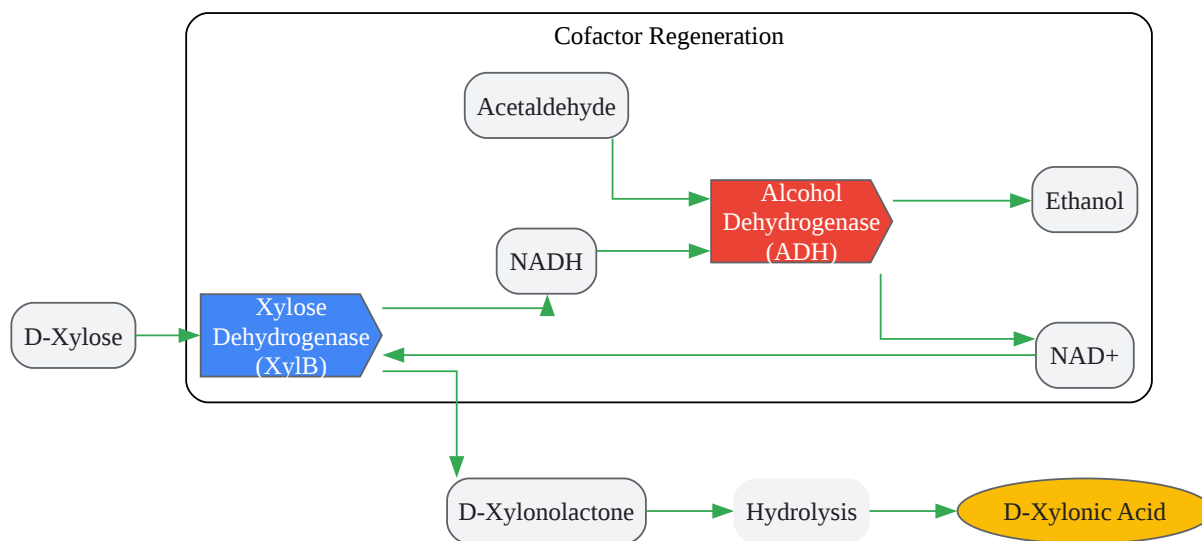 Cofactor Regeneration
Acetaldehyde
Alcohol
Dehydrogenase
(ADH)
Ethanol
NADH
Xylose
Dehydrogenase
(XylB)
D-Xylose
NAD+
D-Xylonolactone
Hydrolysis
D-Xylonic Acid